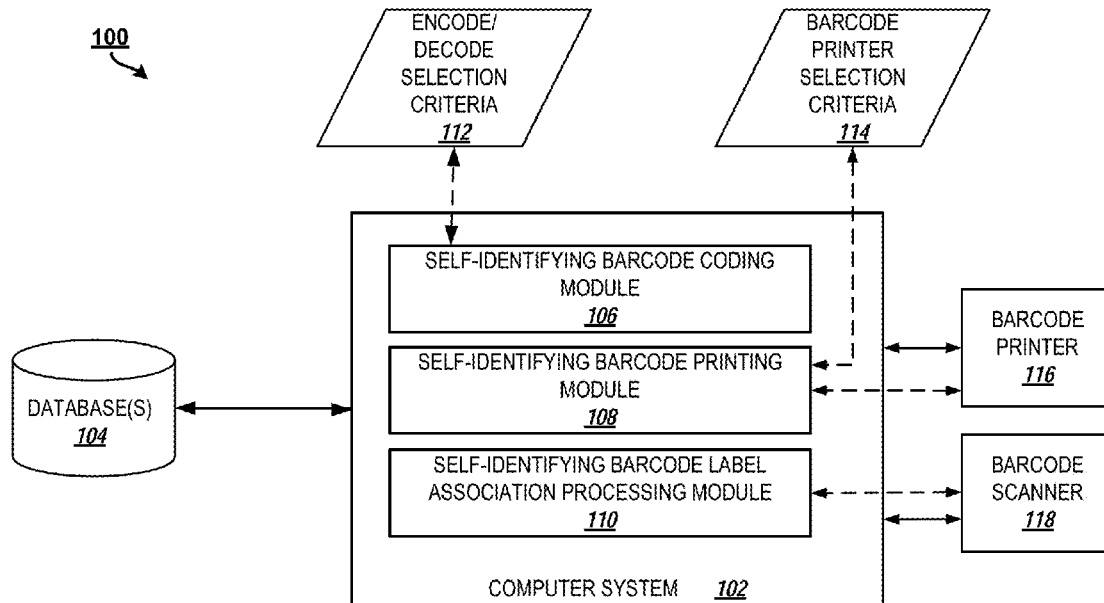 100
ENCODE/
DECODE
SELECTION
CRITERIA
112
BARCODE
PRINTER
SELECTION
CRITERIA
114
SELF-IDENTIFYING BARCODE CODING
MODULE
106
SELF-IDENTIFYING BARCODE PRINTING
MODULE
108
SELF-IDENTIFYING BARCODE LABEL
ASSOCIATION PROCESSING MODULE
110
COMPUTER SYSTEM 102
DATABASE(S)
104
BARCODE
PRINTER
116
BARCODE
SCANNER
118